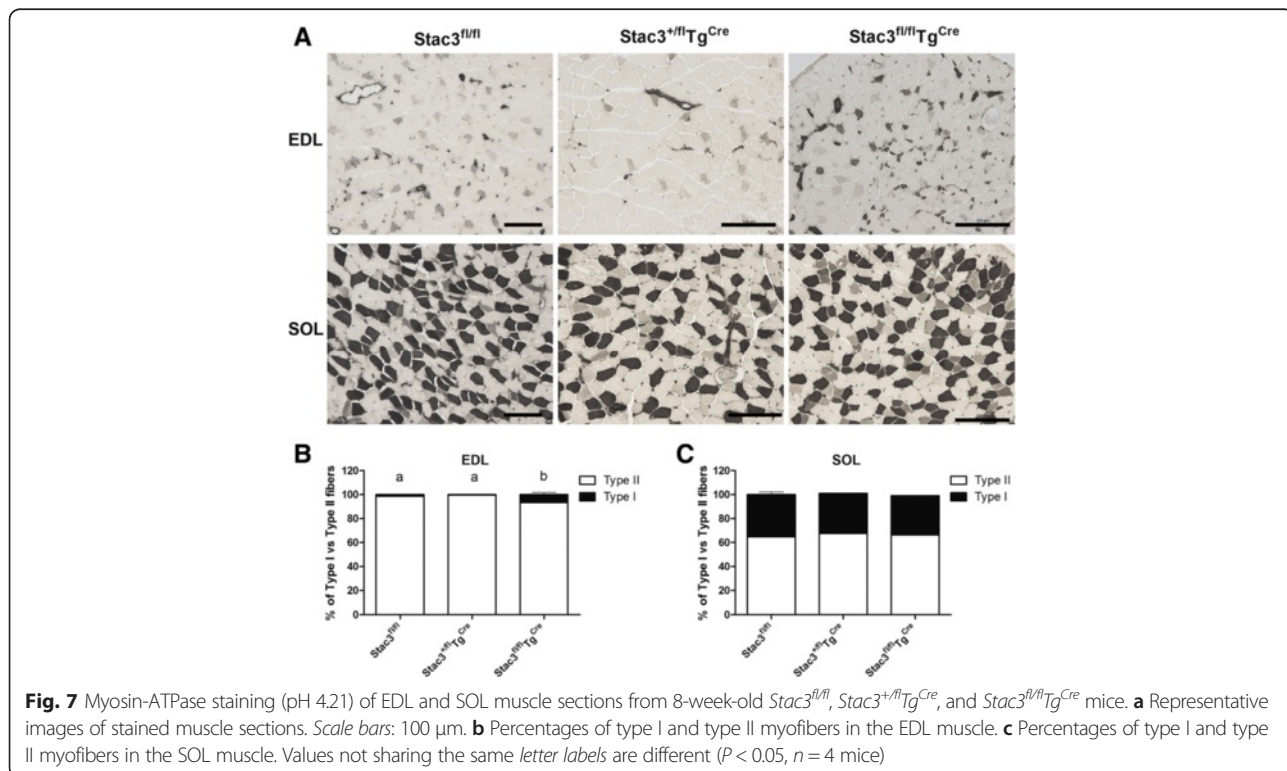 A
Stac3fl/fl
Stac3+/flTgCre
Stac3fl/flTgCre
EDL
SOL
B
EDL
a
a
b
Type II
Type I
% of Type I vs Type II fibers
120
100
80
60
40
20
0
Stac3fl/fl
Stac3+/flTgCre
Stac3fl/flTgCre
C
SOL
Type II
Type I
% of Type I vs Type II fibers
120
100
80
60
40
20
0
Stac3fl/fl
Stac3+/flTgCre
Stac3fl/flTgCre
Fig. 7 Myosin-ATPase staining (pH 4.21) of EDL and SOL muscle sections from 8-week-old Stac3fl/fl, Stac3+/flTgCre, and Stac3fl/flTgCre mice. a Representative
images of stained muscle sections. Scale bars: 100 μm. b Percentages of type I and type II myofibers in the EDL muscle. c Percentages of type I and type
II myofibers in the SOL muscle. Values not sharing the same letter labels are different (P < 0.05, n = 4 mice)